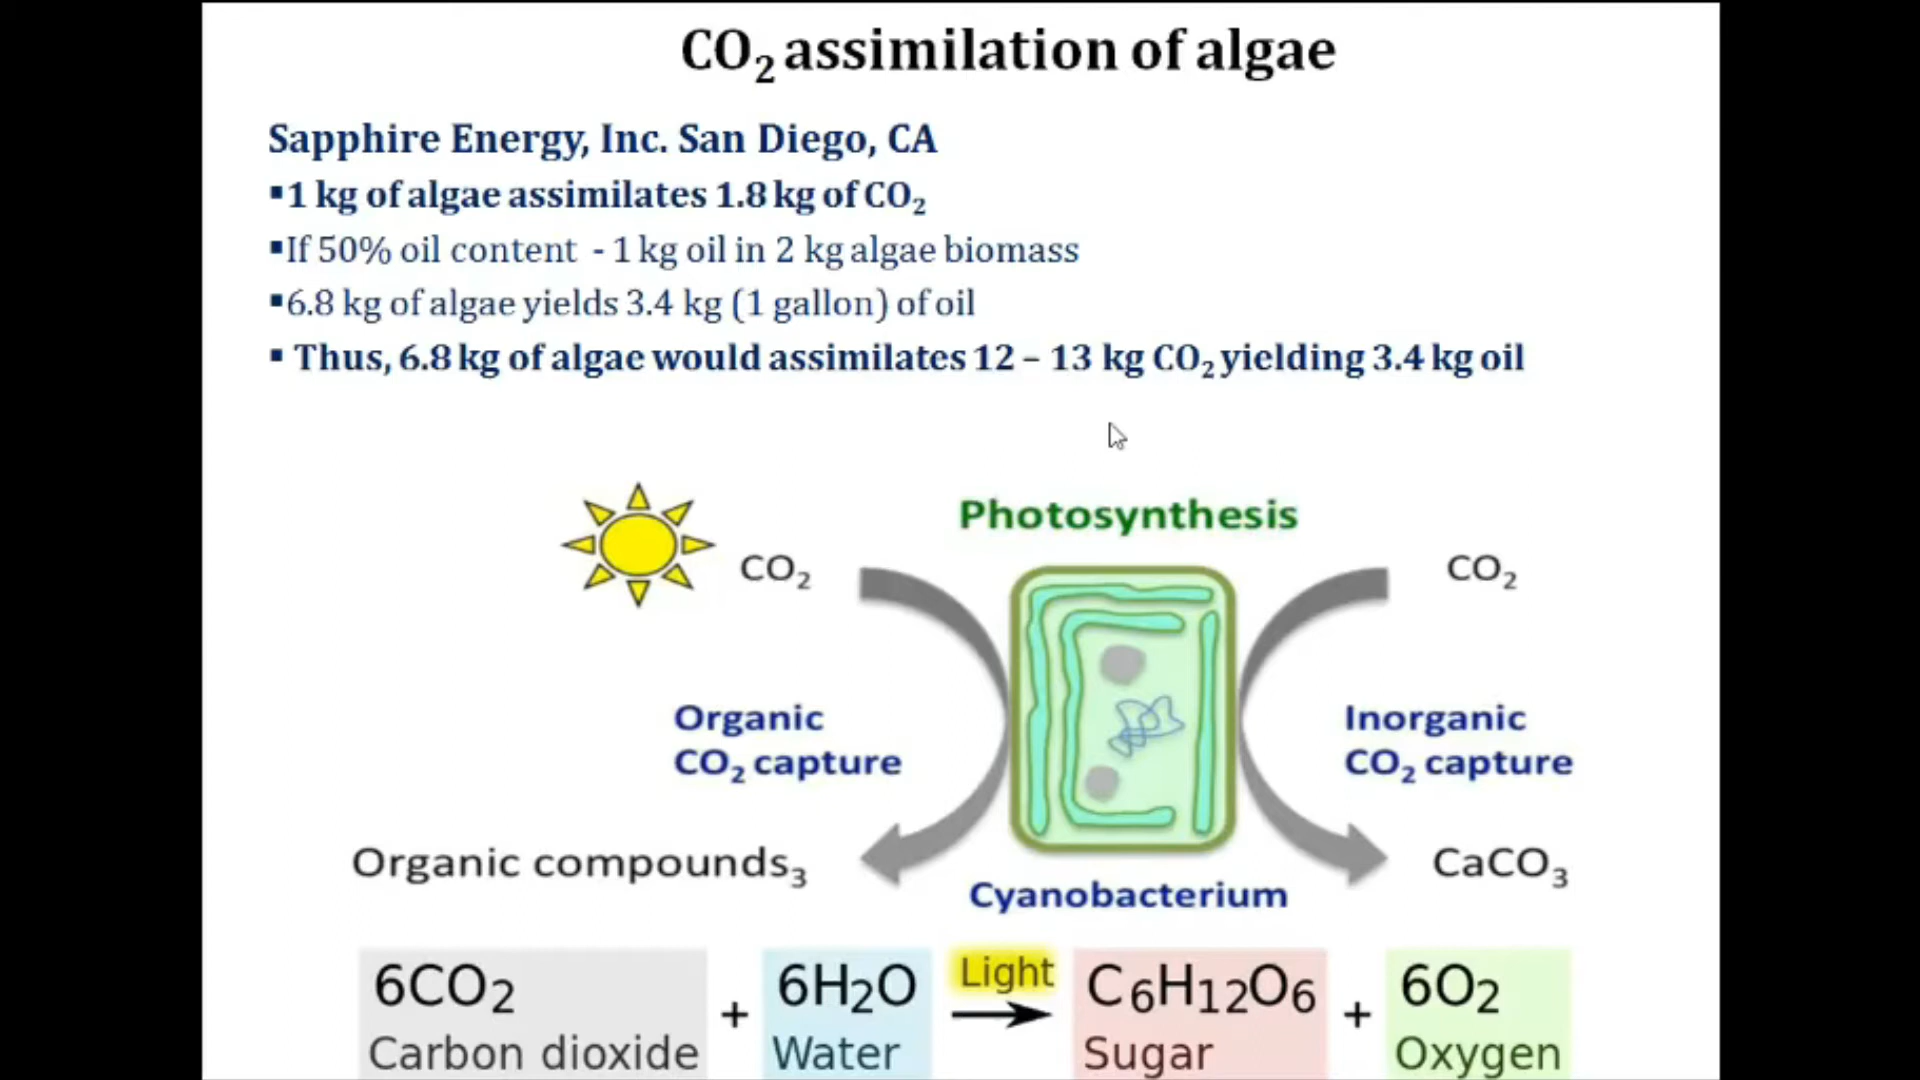 CO₂ assimilation of algae
Sapphire Energy, Inc. San Diego, CA
▪1 kg of algae assimilates 1.8 kg of CO₂
▪If 50% oil content - 1 kg oil in 2 kg algae biomass
▪6.8 kg of algae yields 3.4 kg (1 gallon) of oil
▪ Thus, 6.8 kg of algae would assimilates 12 – 13 kg CO₂ yielding 3.4 kg oil
Photosynthesis
CO₂
CO₂
Organic
CO₂ capture
Inorganic
CO₂ capture
Organic compounds₃
CaCO₃
Cyanobacterium
6CO₂ + 6H₂O Light C₆H₁₂O₆ + 6O₂
Carbon dioxide Water Sugar Oxygen